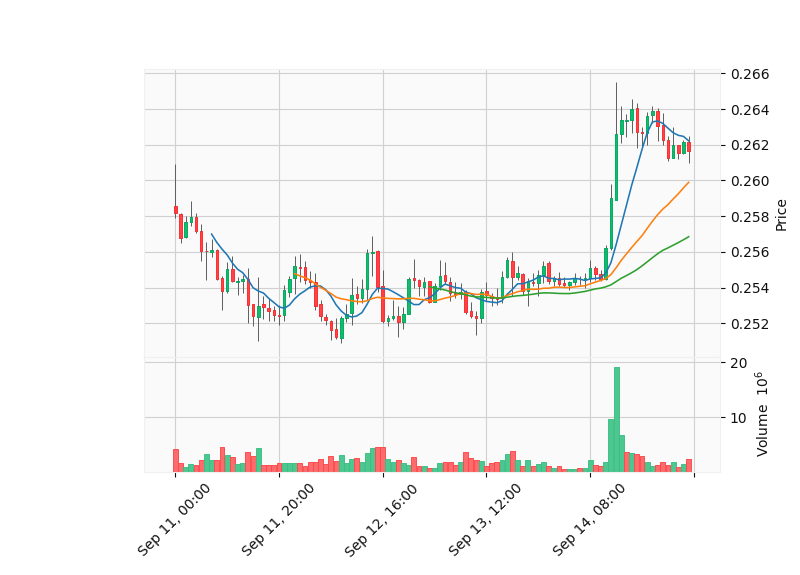 0.266
0.264
0.262
0.260
0.258
0.256
0.254
0.252
Price
20
10
Volume 10^6
Sep 11, 00:00
Sep 11, 20:00
Sep 12, 16:00
Sep 13, 12:00
Sep 14, 08:00